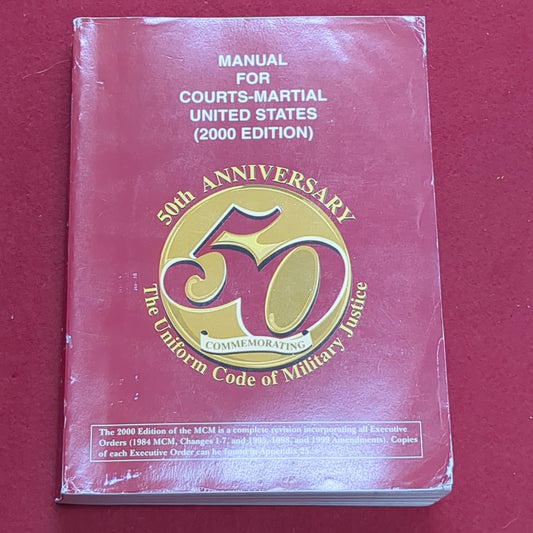 MANUAL
FOR
COURTS-MARTIAL
UNITED STATES
(2000 EDITION)
50th ANNIVERSARY
50
COMMEMORATING
The Uniform Code of Military Justice
The 2000 Edition of the MCM is a complete revision incorporating all Executive
Orders (1984 MCM, Changes 1-7, and 1995, 1998, and 1999 Amendments). Copies
of each Executive Order can be found in Appendix 25.